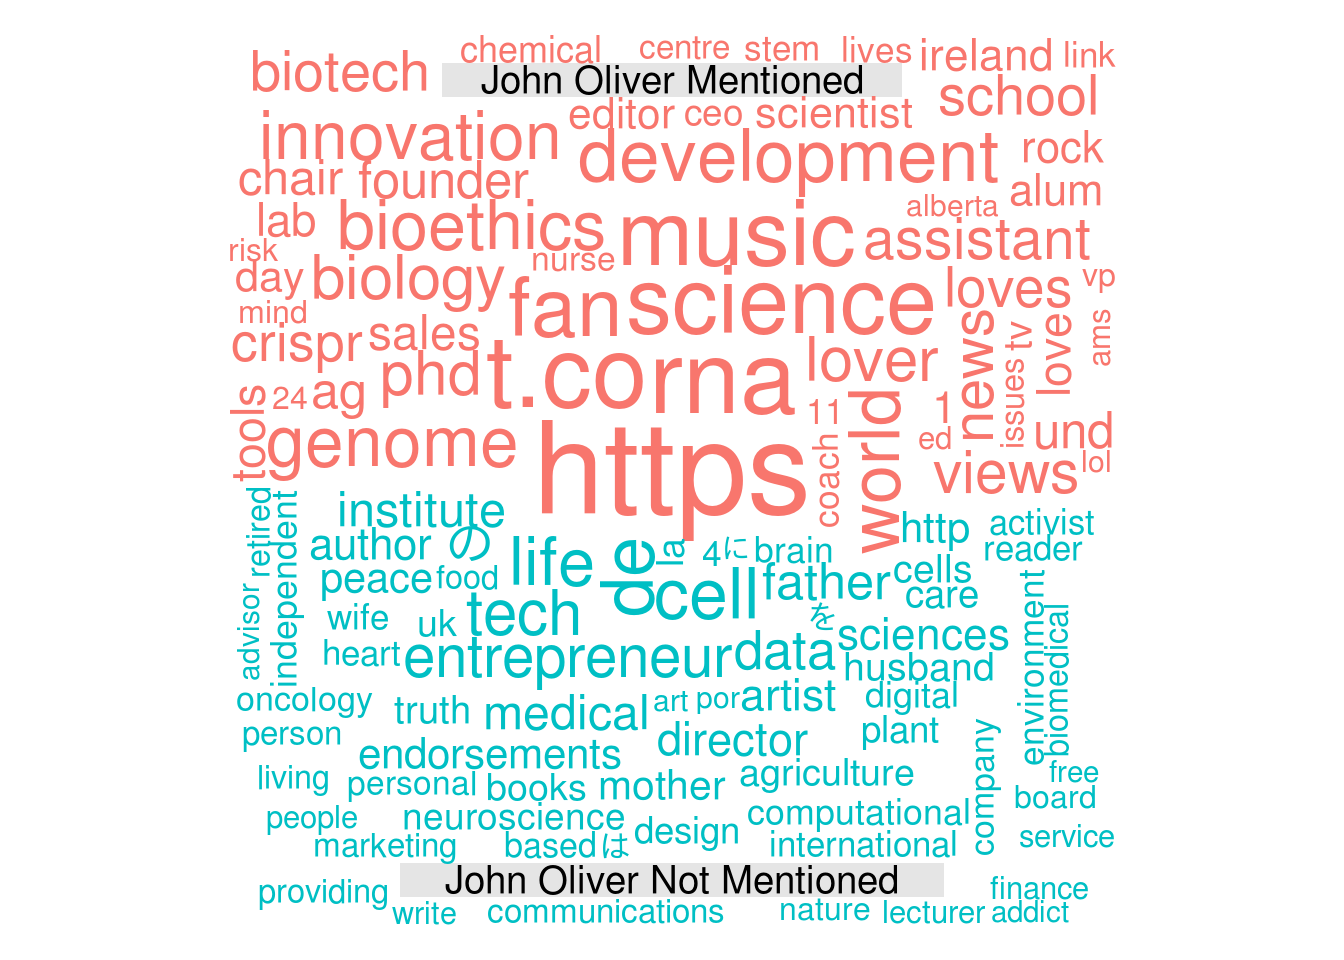 chemical centre stem lives ireland link
biotech John Oliver Mentioned school
innovation editor ceo scientist
development rock
chair founder alberta alum
lab bioethics music assistant
risk nurse
day biology fan science loves vp
mind
crispr sales news tv love ams
phd t.co rna lover issues
tools 24 ag 11 world 1
genome https coach ed und
views lol
retired independent institute http activist
author の life de la 4 に brain reader
peace food cell father cells
advisor wife uk tech を care environment biomedical
heart entrepreneur data sciences
husband
oncology truth medical art por artist digital
person endorsements director plant company
living personal books mother agriculture free
board
people neuroscience design computational
marketing based は international service
John Oliver Not Mentioned
providing finance
write communications nature lecturer addict